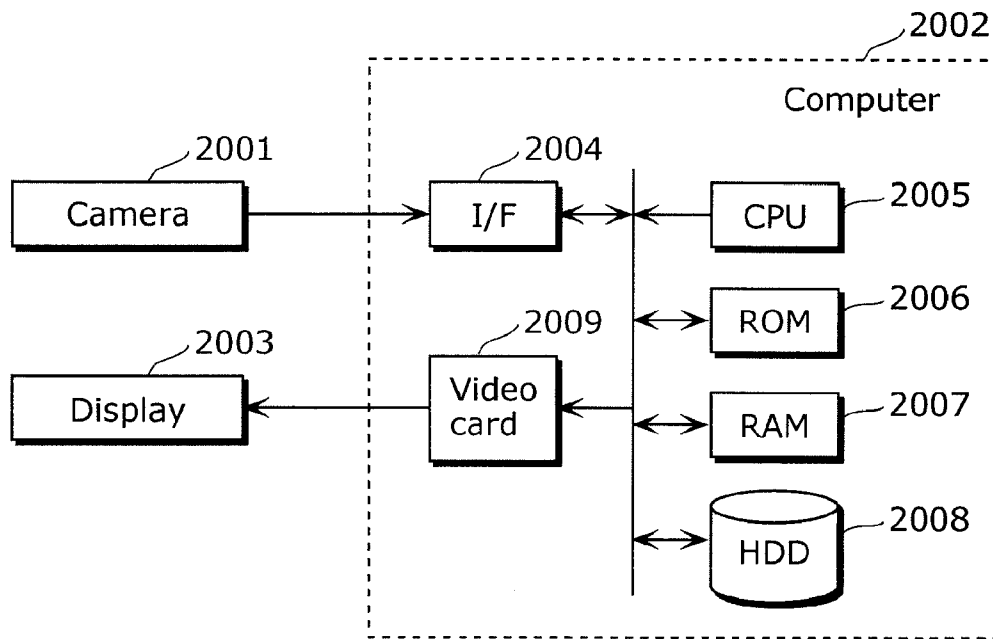 2002
Computer
2001
Camera
2004
I/F
CPU
2005
ROM
2006
2003
Display
2009
Video
card
RAM
2007
HDD
2008